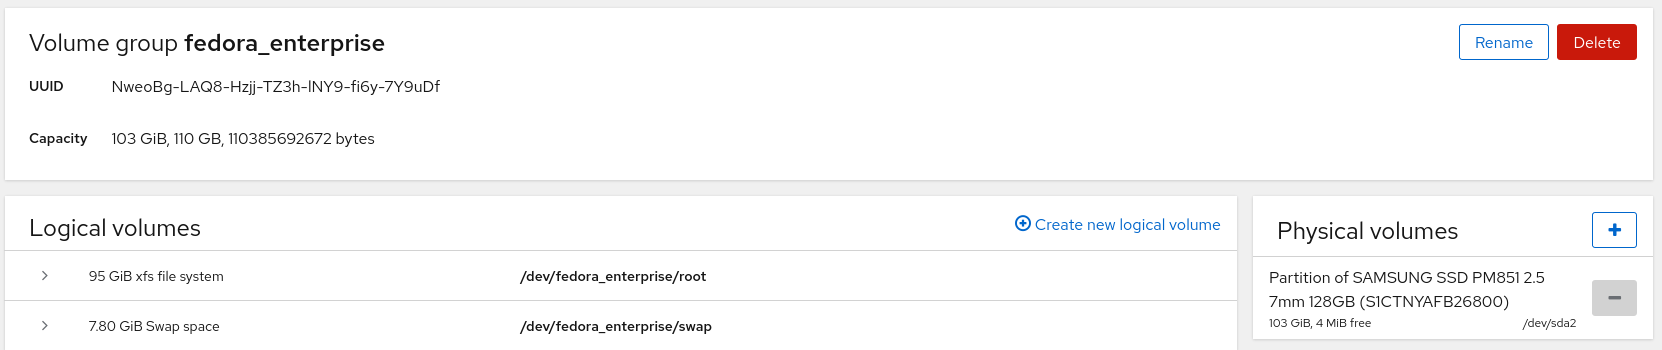 Volume group fedora_enterprise
Rename
Delete
UUID NweoBg-LAQ8-Hzjj-TZ3h-lNY9-fi6y-7Y9uDf
Capacity 103 GiB, 110 GB, 110385692672 bytes
Logical volumes
Create new logical volume
95 GiB xfs file system /dev/fedora_enterprise/root
7.80 GiB Swap space /dev/fedora_enterprise/swap
Physical volumes
Partition of SAMSUNG SSD PM851 2.5
7mm 128GB (S1CTNYAFB26800)
103 GiB, 4 MiB free /dev/sda2